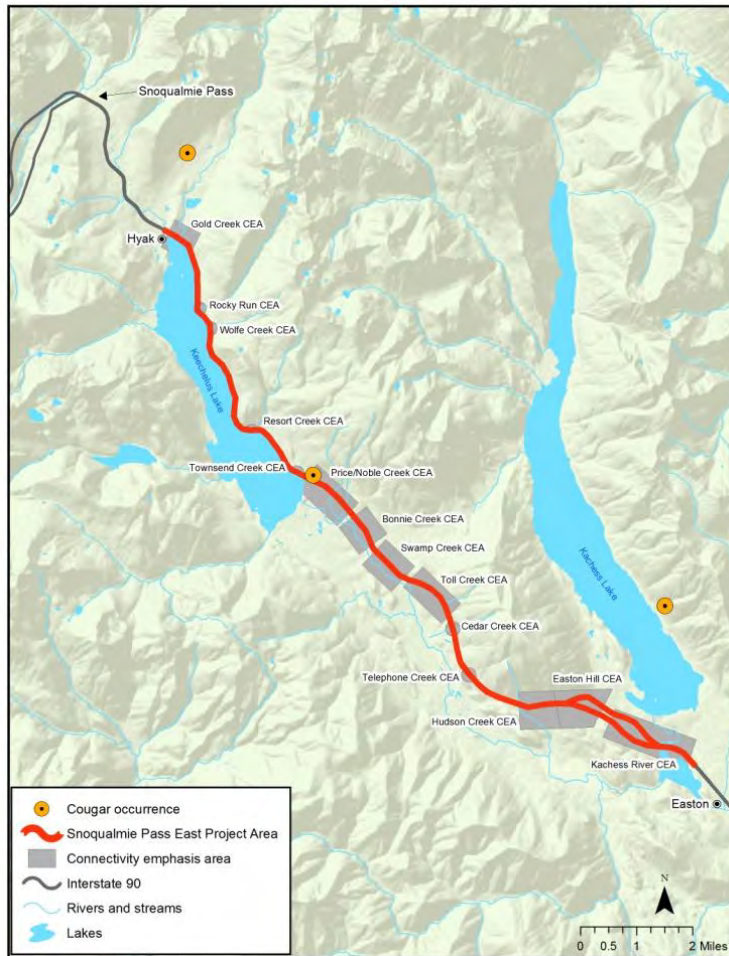 Snoqualmie Pass
Gold Creek CEA
Hyak
Rocky Run CEA
Wolfe Creek CEA
Keechelus Lake
Resort Creek CEA
Townsend Creek CEA
Price/Noble Creek CEA
Bonnie Creek CEA
Swamp Creek CEA
Toll Creek CEA
Kachess Lake
Cedar Creek CEA
Telephone Creek CEA
Easton Hill CEA
Hudson Creek CEA
Kachess River CEA
Easton
Cougar occurrence
Snoqualmie Pass East Project Area
Connectivity emphasis area
Interstate 90
Rivers and streams
Lakes
N
0 0.5 1 2 Miles